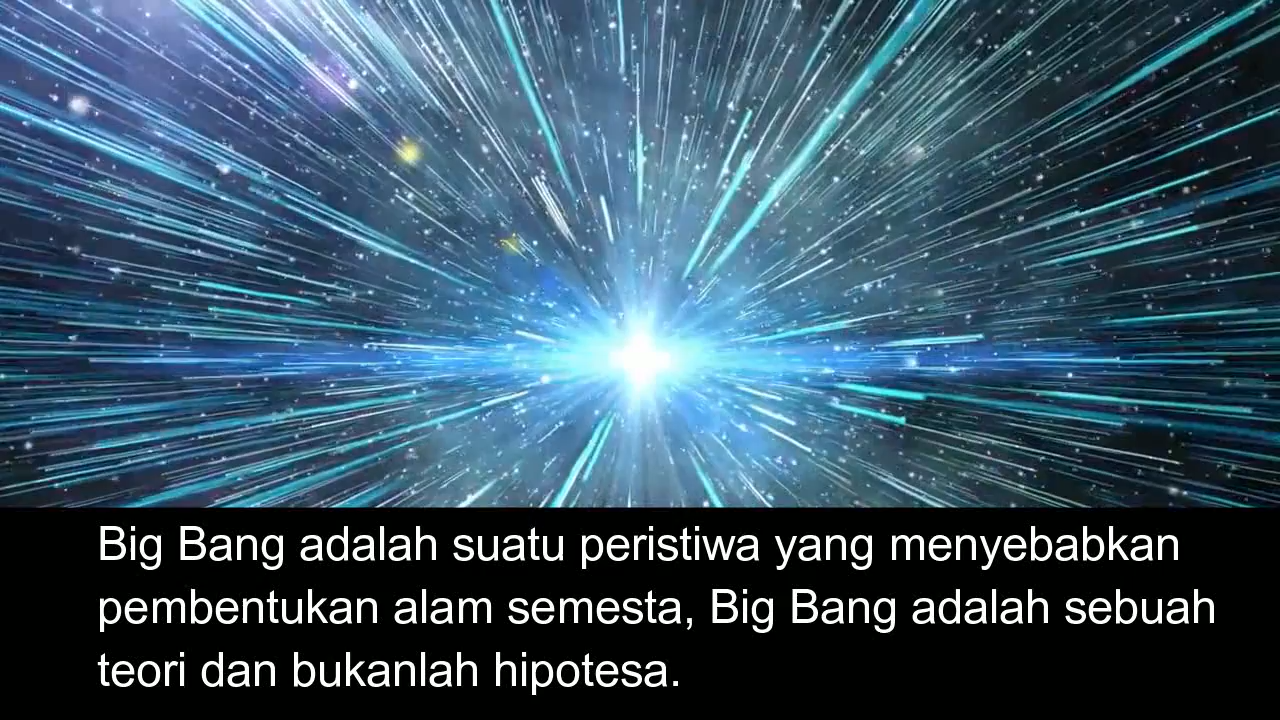 Big Bang adalah suatu peristiwa yang menyebabkan
pembentukan alam semesta, Big Bang adalah sebuah
teori dan bukanlah hipotesa.